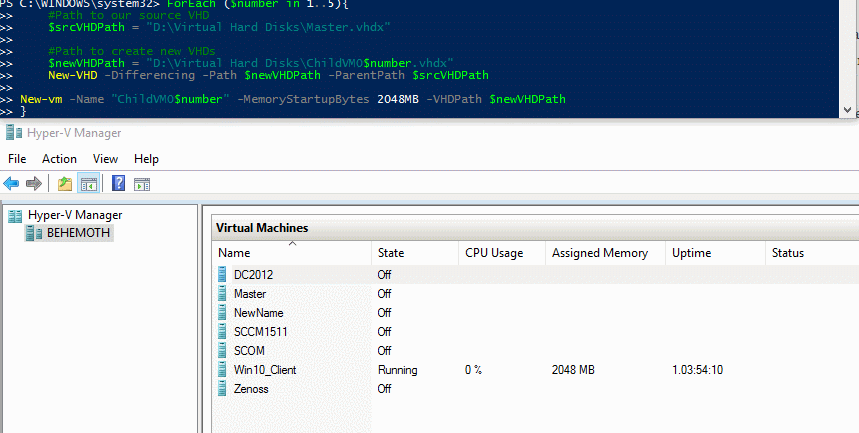 PS C:\WINDOWS\system32> ForEach ($number in 1..5){
>> #Path to our source VHD
>> $srcVHDPath = "D:\Virtual Hard Disks\Master.vhdx"
>>
>> #Path to create new VHDs
>> $newVHDPath = "D:\Virtual Hard Disks\ChildVM0$number.vhdx"
>> New-VHD -Differencing -Path $newVHDPath -ParentPath $srcVHDPath
>>
>> New-vm -Name "ChildVM0$number" -MemoryStartupBytes 2048MB -VHDPath $newVHDPath
>> }
Hyper-V Manager
File Action View Help
Hyper-V Manager
BEHEMOTH
Virtual Machines
Name State CPU Usage Assigned Memory Uptime Status
DC2012 Off
Master Off
NewName Off
SCCM1511 Off
SCOM Off
Win10_Client Running 0 % 2048 MB 1.03:54:10
Zenoss Off